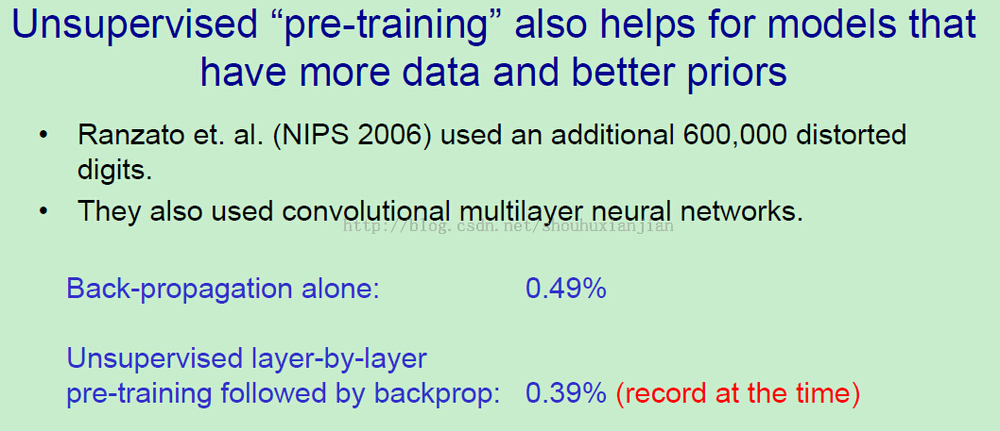 Unsupervised “pre-training” also helps for models that
have more data and better priors
• Ranzato et. al. (NIPS 2006) used an additional 600,000 distorted
digits.
• They also used convolutional multilayer neural networks.
http://blog.csdn.net/shouhuxianjian
Back-propagation alone: 0.49%
Unsupervised layer-by-layer
pre-training followed by backprop: 0.39% (record at the time)